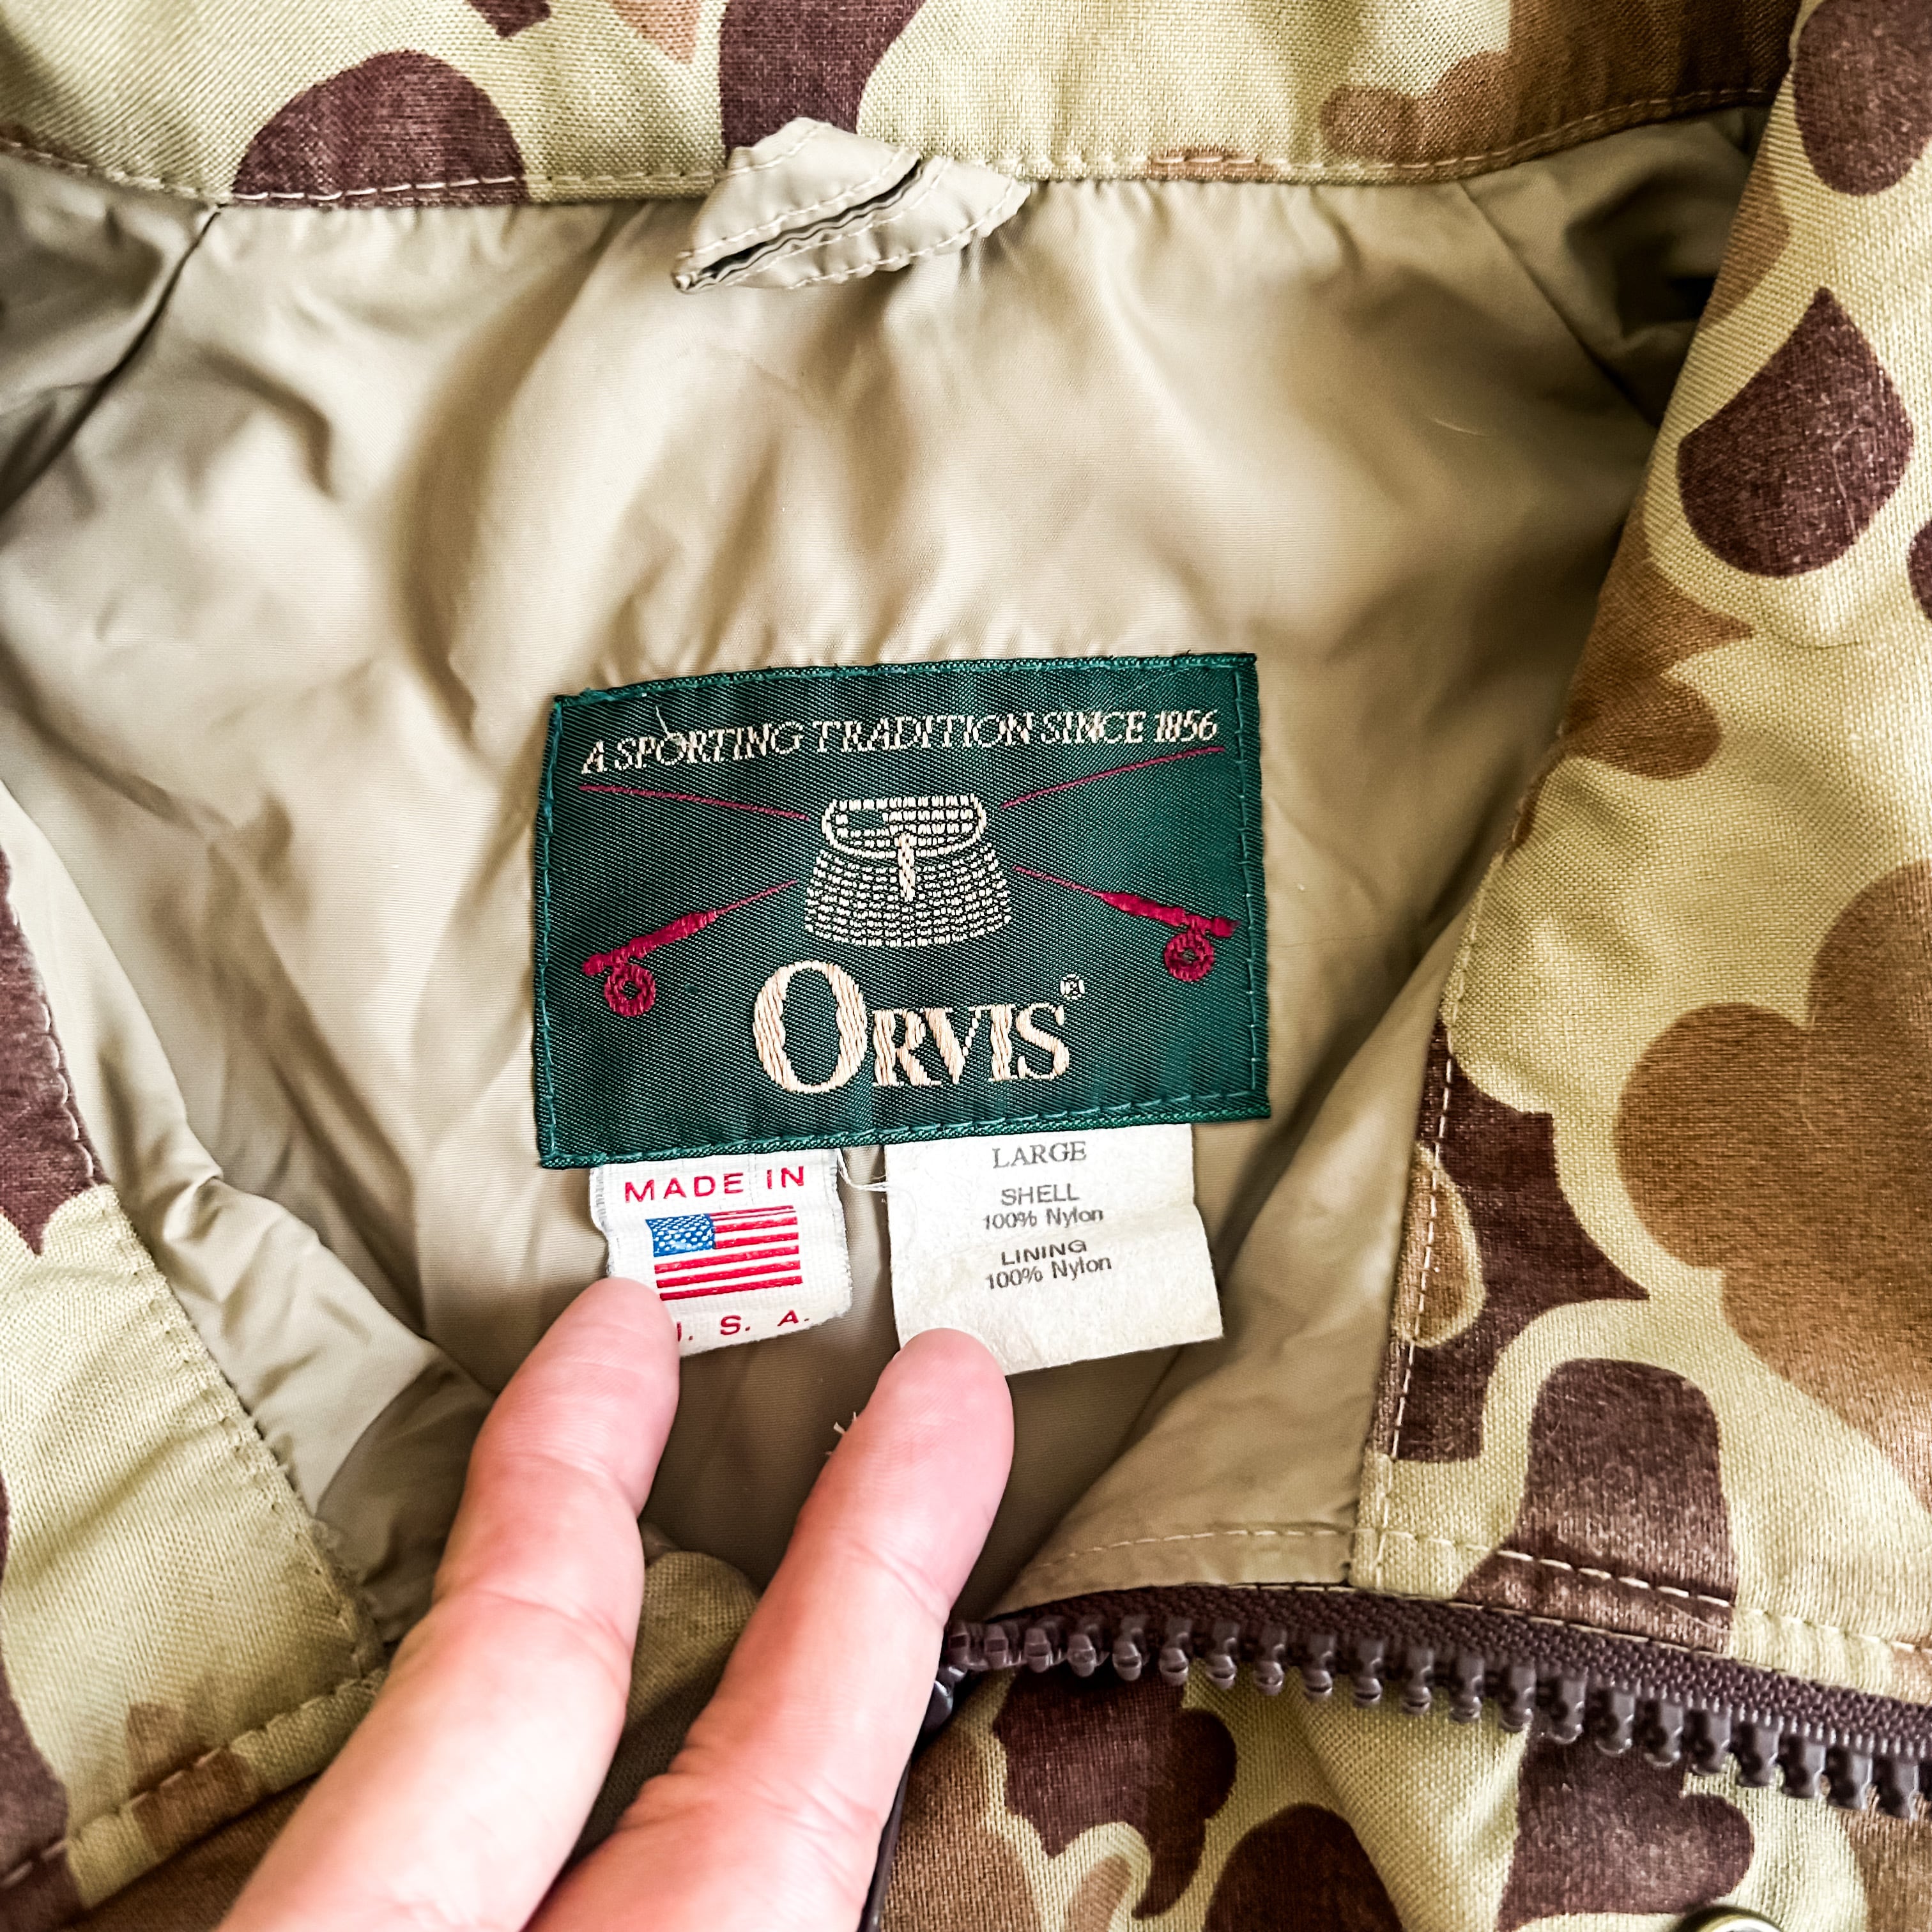 A SPORTING TRADITION SINCE 1856
ORVIS®
MADE IN
U. S. A.
LARGE
SHELL
100% Nylon
LINING
100% Nylon